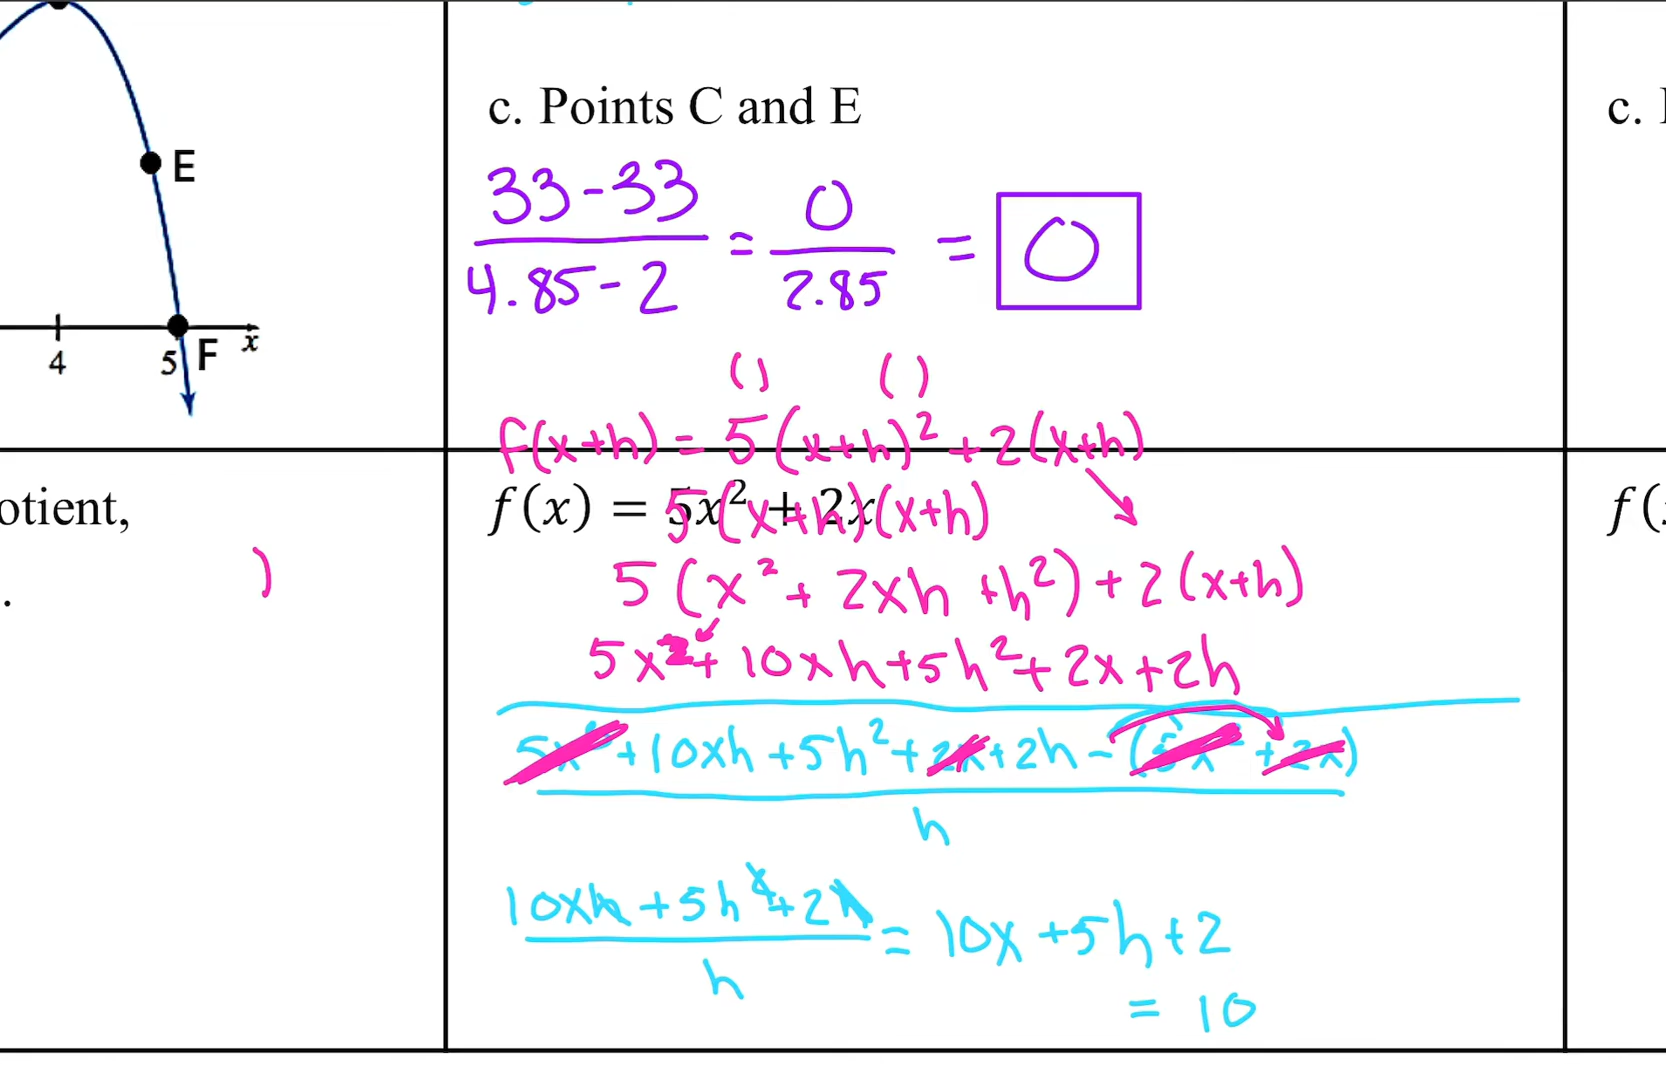 c. Points C and E
33-33 / 4.85-2 = 0 / 2.85 = 0
E
4 5 F x
( ) ( )
f(x+h) = 5(x+h)² + 2(x+h)
otient,
f(x) = 5x² + 2x
5(x+h)(x+h)
)
.
5(x² + 2xh + h²) + 2(x+h)
5x² + 10xh + 5h² + 2x + 2h
5x² + 10xh + 5h² + 2x + 2h - (5x² + 2x)
h
10xh + 5h² + 2h / h = 10x + 5h + 2
= 10
c.
f(